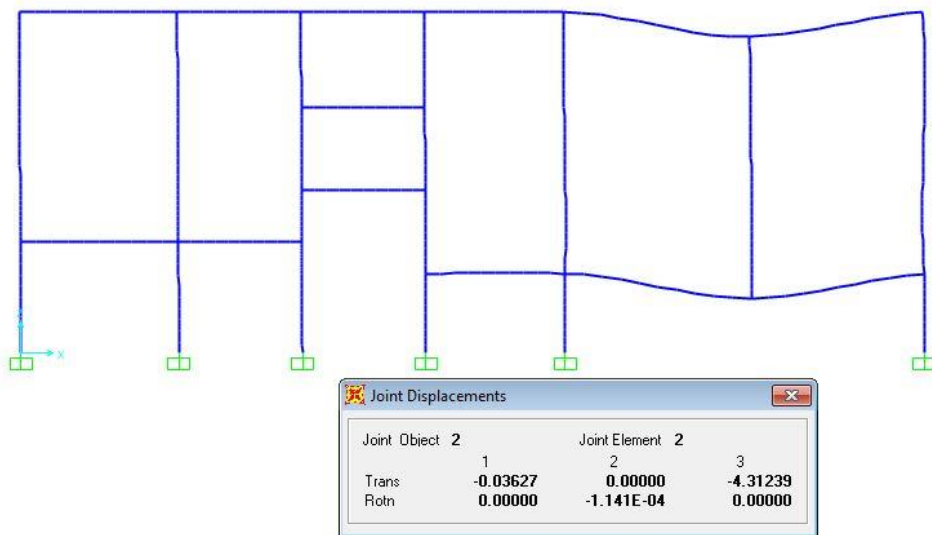 X
Joint Displacements
Joint Object 2 Joint Element 2
1 2 3
Trans -0.03627 0.00000 -4.31239
Rotn 0.00000 -1.141E-04 0.00000